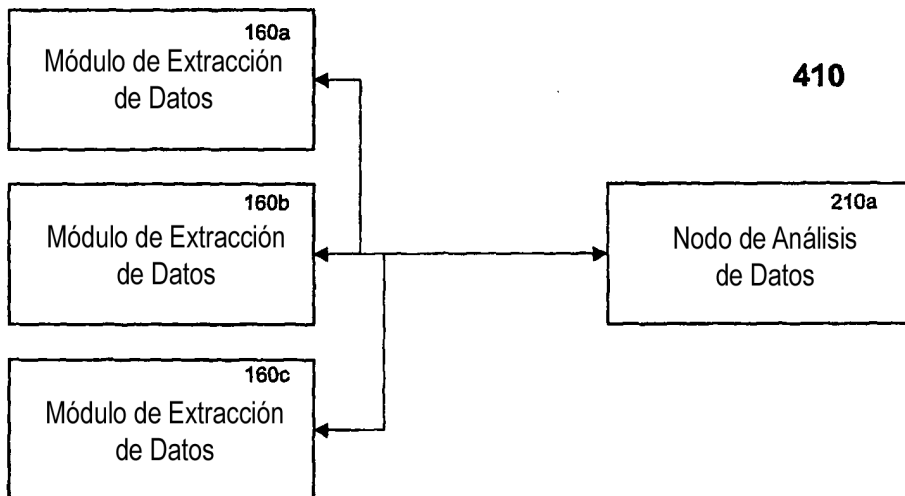 160a
Módulo de Extracción
de Datos
410
160b
Módulo de Extracción
de Datos
210a
Nodo de Análisis
de Datos
160c
Módulo de Extracción
de Datos